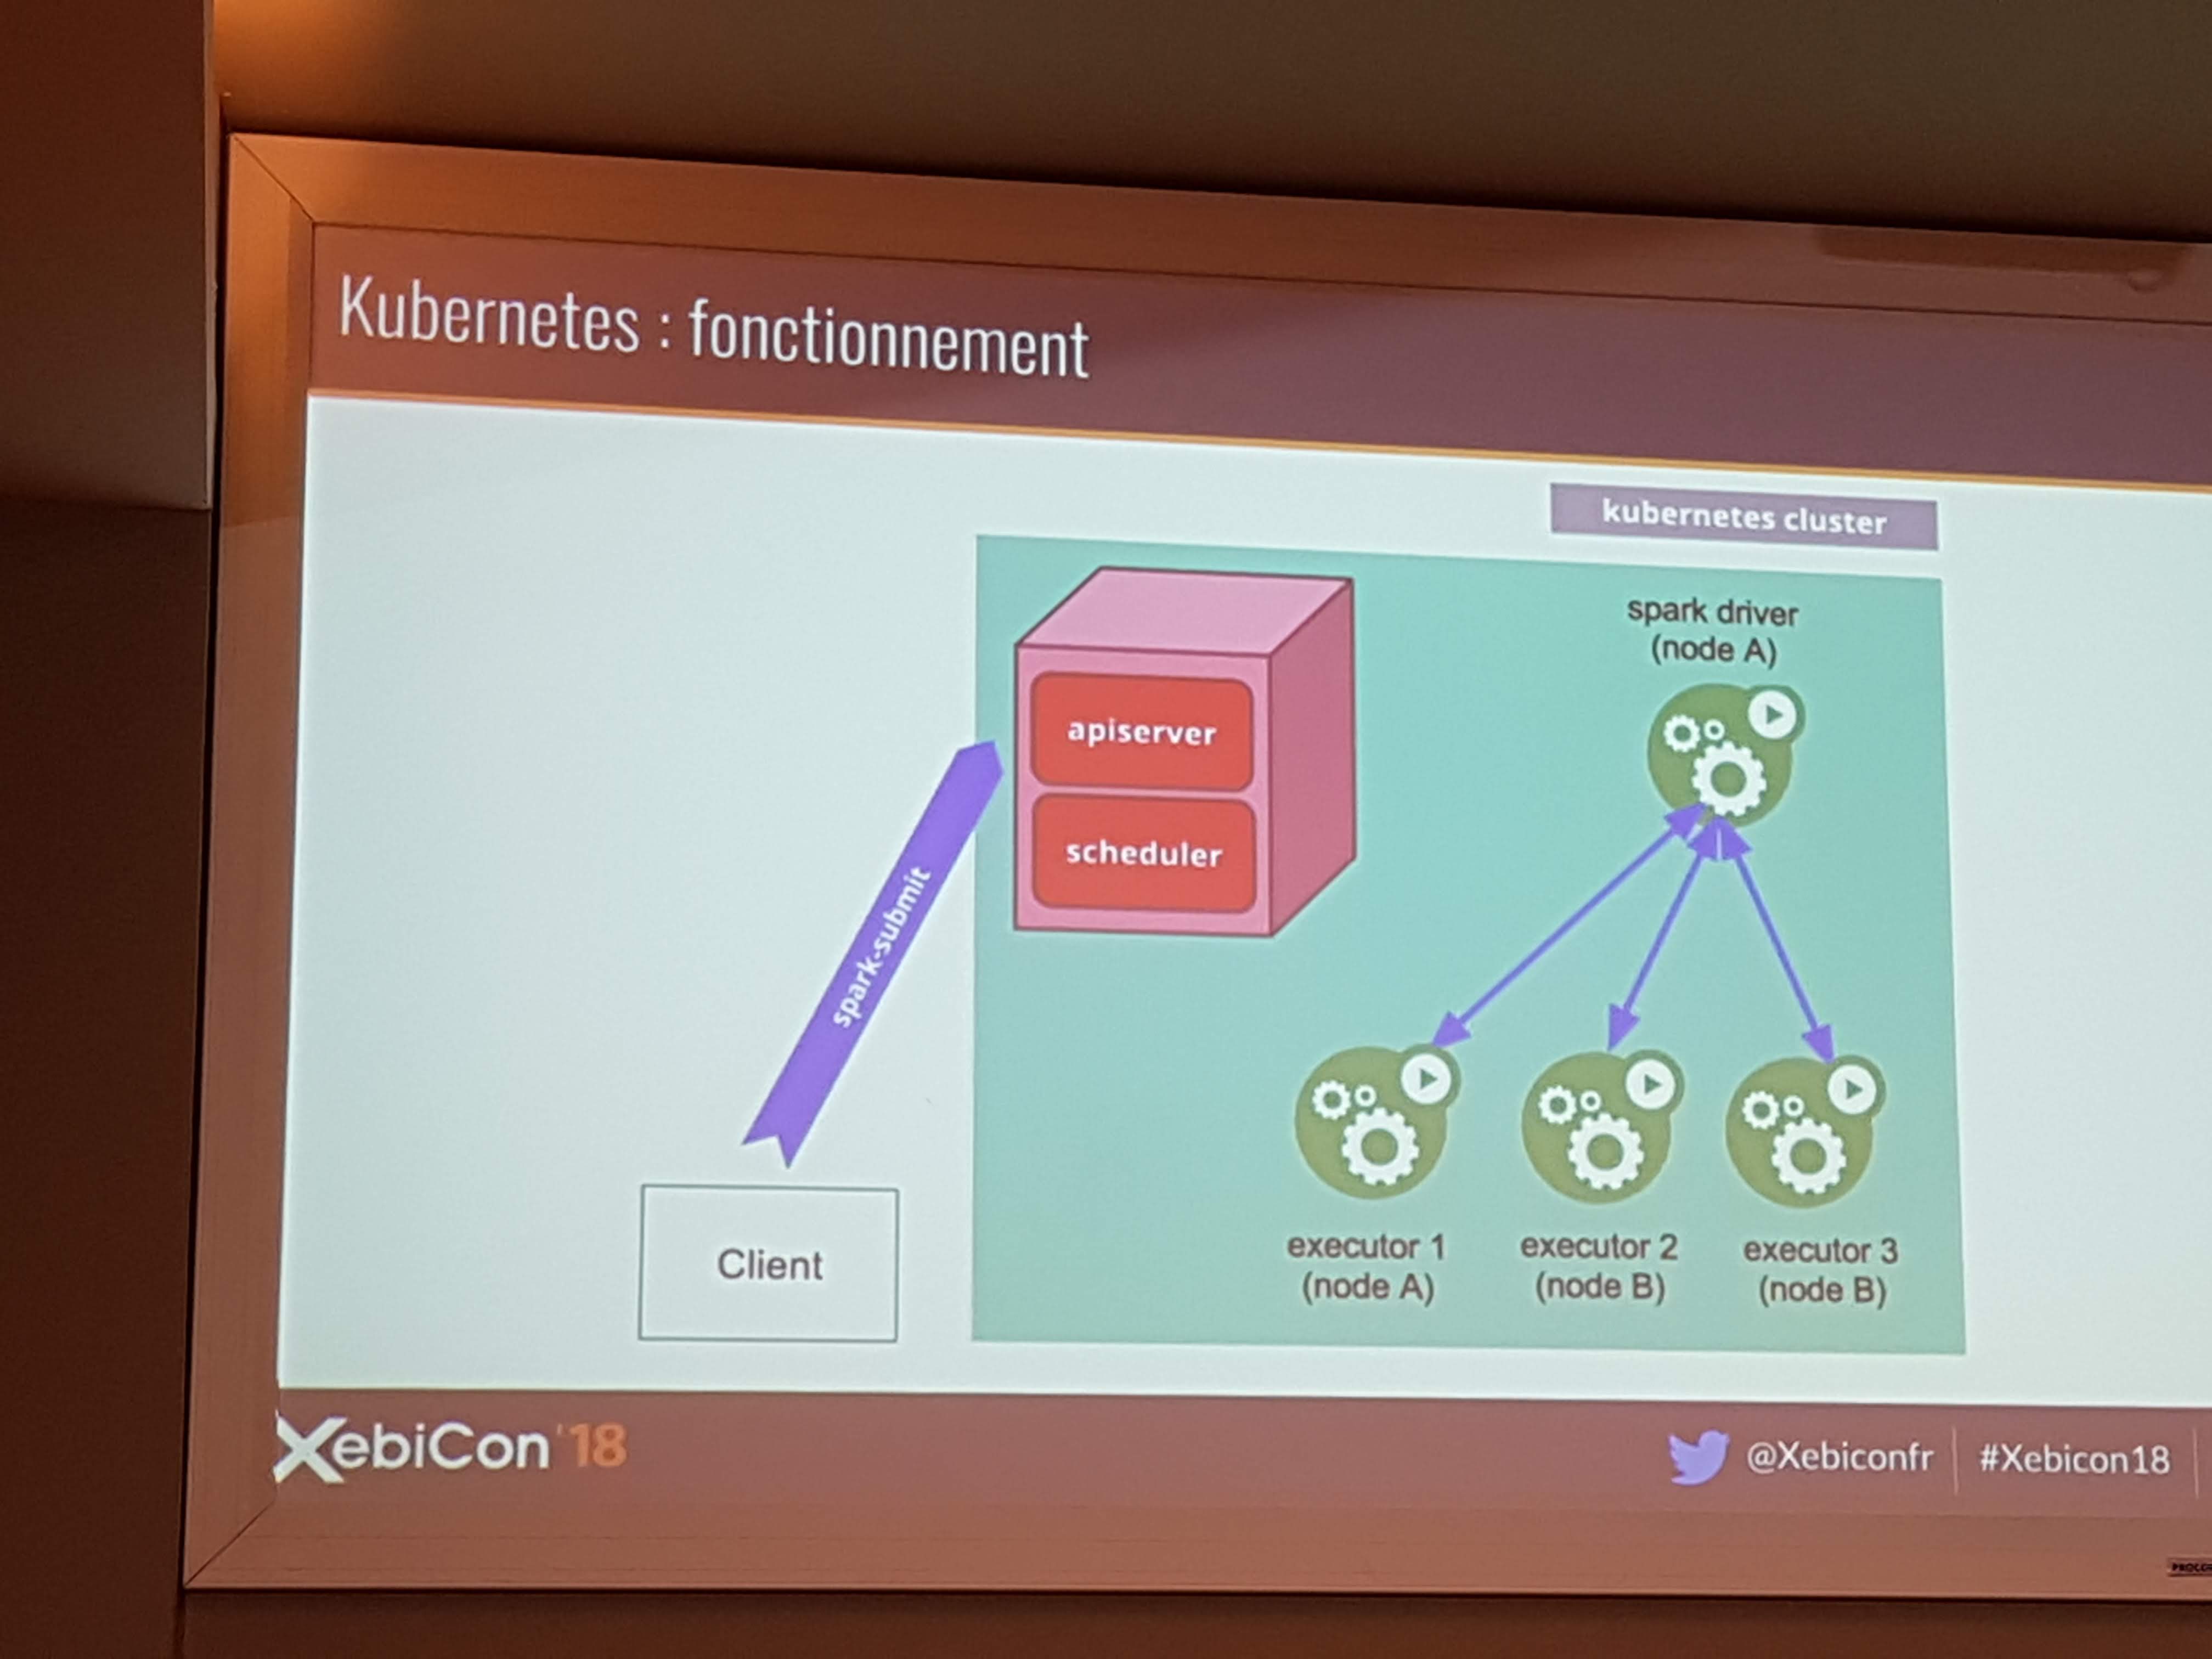 Kubernetes : fonctionnement
kubernetes cluster
spark driver
(node A)
apiserver
scheduler
spark-submit
Client
executor 1
(node A)
executor 2
(node B)
executor 3
(node B)
XebiCon '18
@Xebiconfr
#Xebicon18